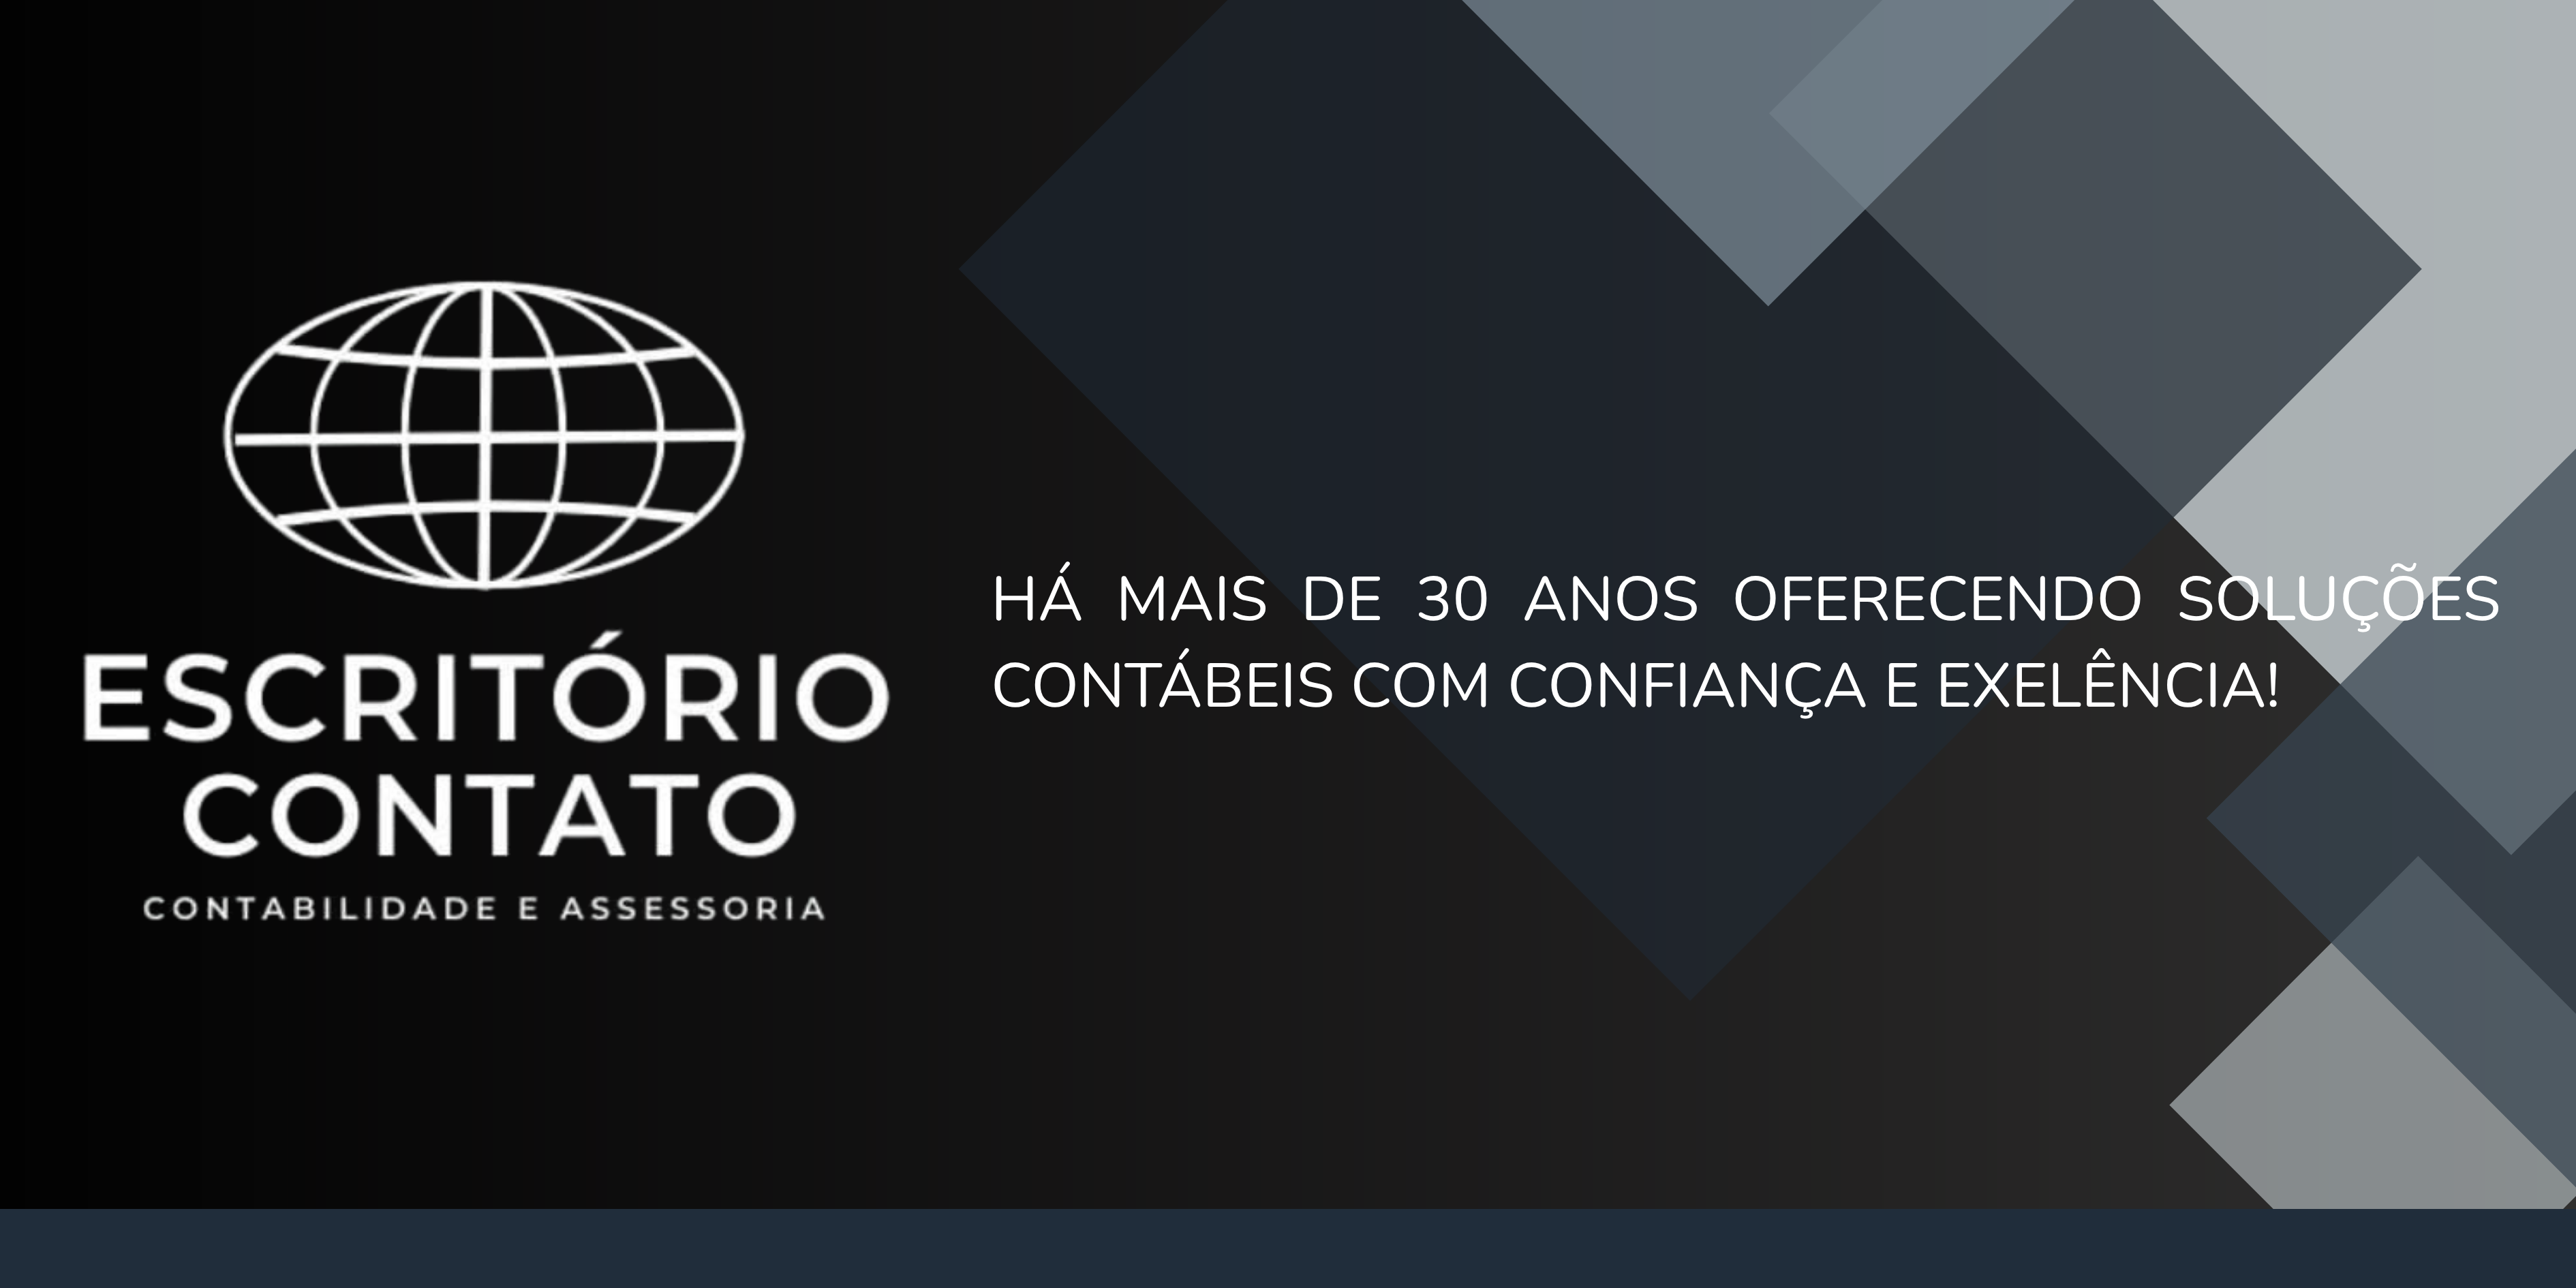 ESCRITÓRIO
CONTATO
CONTABILIDADE E ASSESSORIA
HÁ MAIS DE 30 ANOS OFERECENDO SOLUÇÕES
CONTÁBEIS COM CONFIANÇA E EXELÊNCIA!